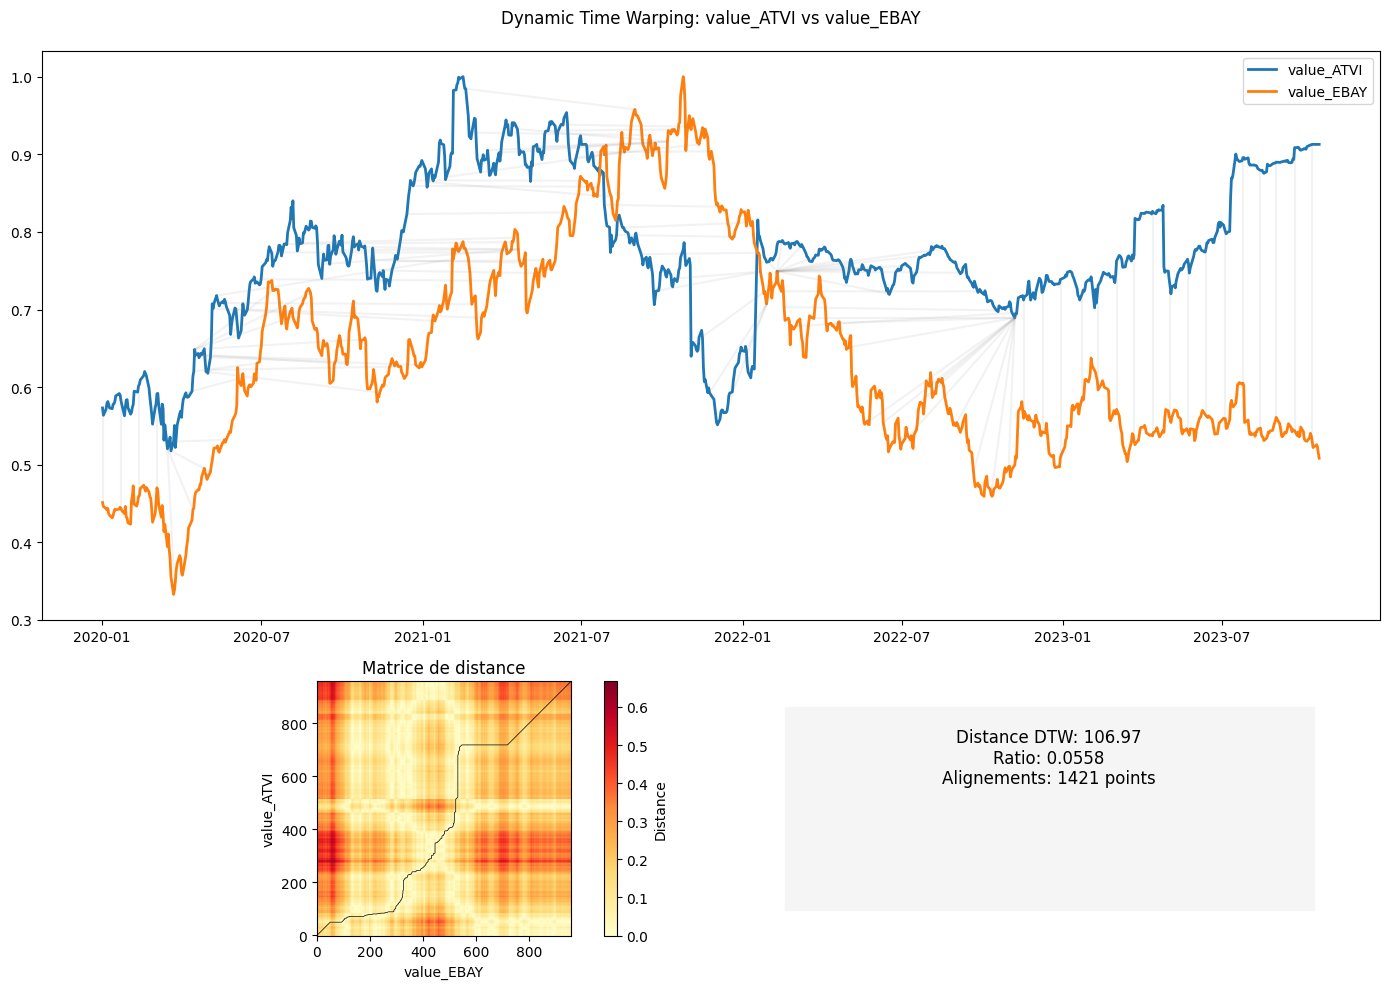 Dynamic Time Warping: value_ATVI vs value_EBAY
value_ATVI
value_EBAY
1.0
0.9
0.8
0.7
0.6
0.5
0.4
0.3
2020-01 2020-07 2021-01 2021-07 2022-01 2022-07 2023-01 2023-07
Matrice de distance
value_ATVI
800
600
400
200
0
0 200 400 600 800
value_EBAY
0.6
0.5
0.4
0.3
0.2
0.1
0.0
Distance
Distance DTW: 106.97
Ratio: 0.0558
Alignements: 1421 points